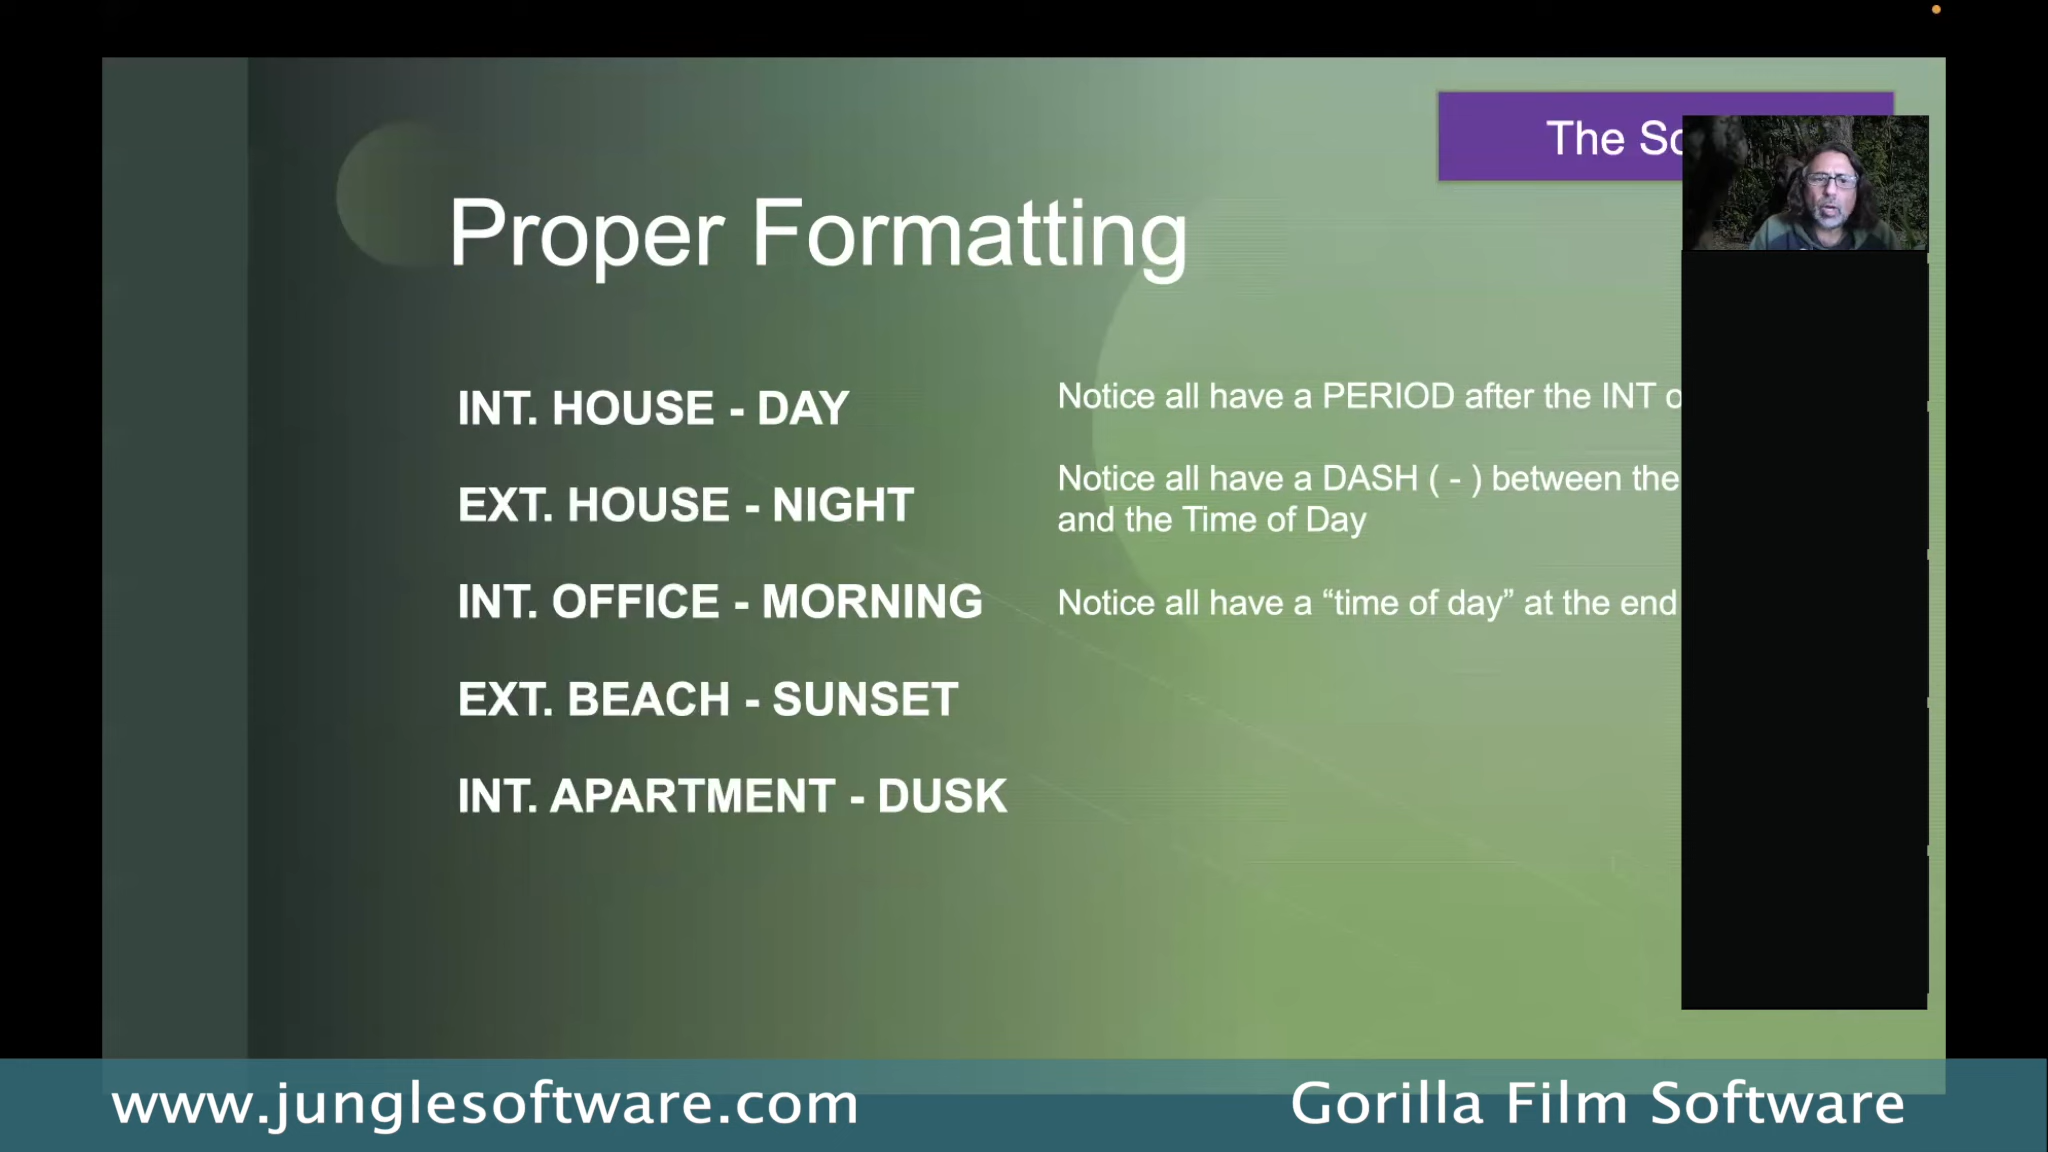 The
Proper Formatting
INT. HOUSE - DAY
EXT. HOUSE - NIGHT
INT. OFFICE - MORNING
EXT. BEACH - SUNSET
INT. APARTMENT - DUSK
Notice all have a PERIOD after the INT
Notice all have a DASH ( - ) between the
and the Time of Day
Notice all have a “time of day” at the end
www.junglesoftware.com
Gorilla Film Software